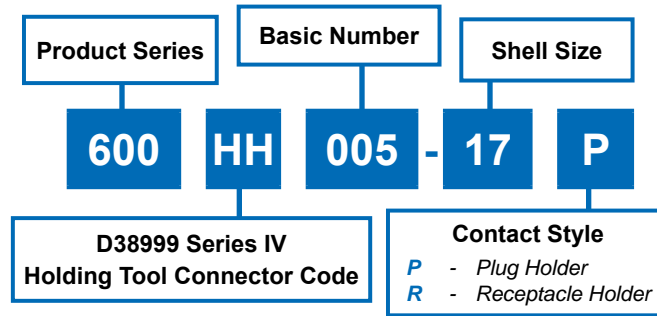 Basic Number
Product Series
Shell Size
600 HH 005 - 17 P
D38999 Series IV
Holding Tool Connector Code
Contact Style
P - Plug Holder
R - Receptacle Holder